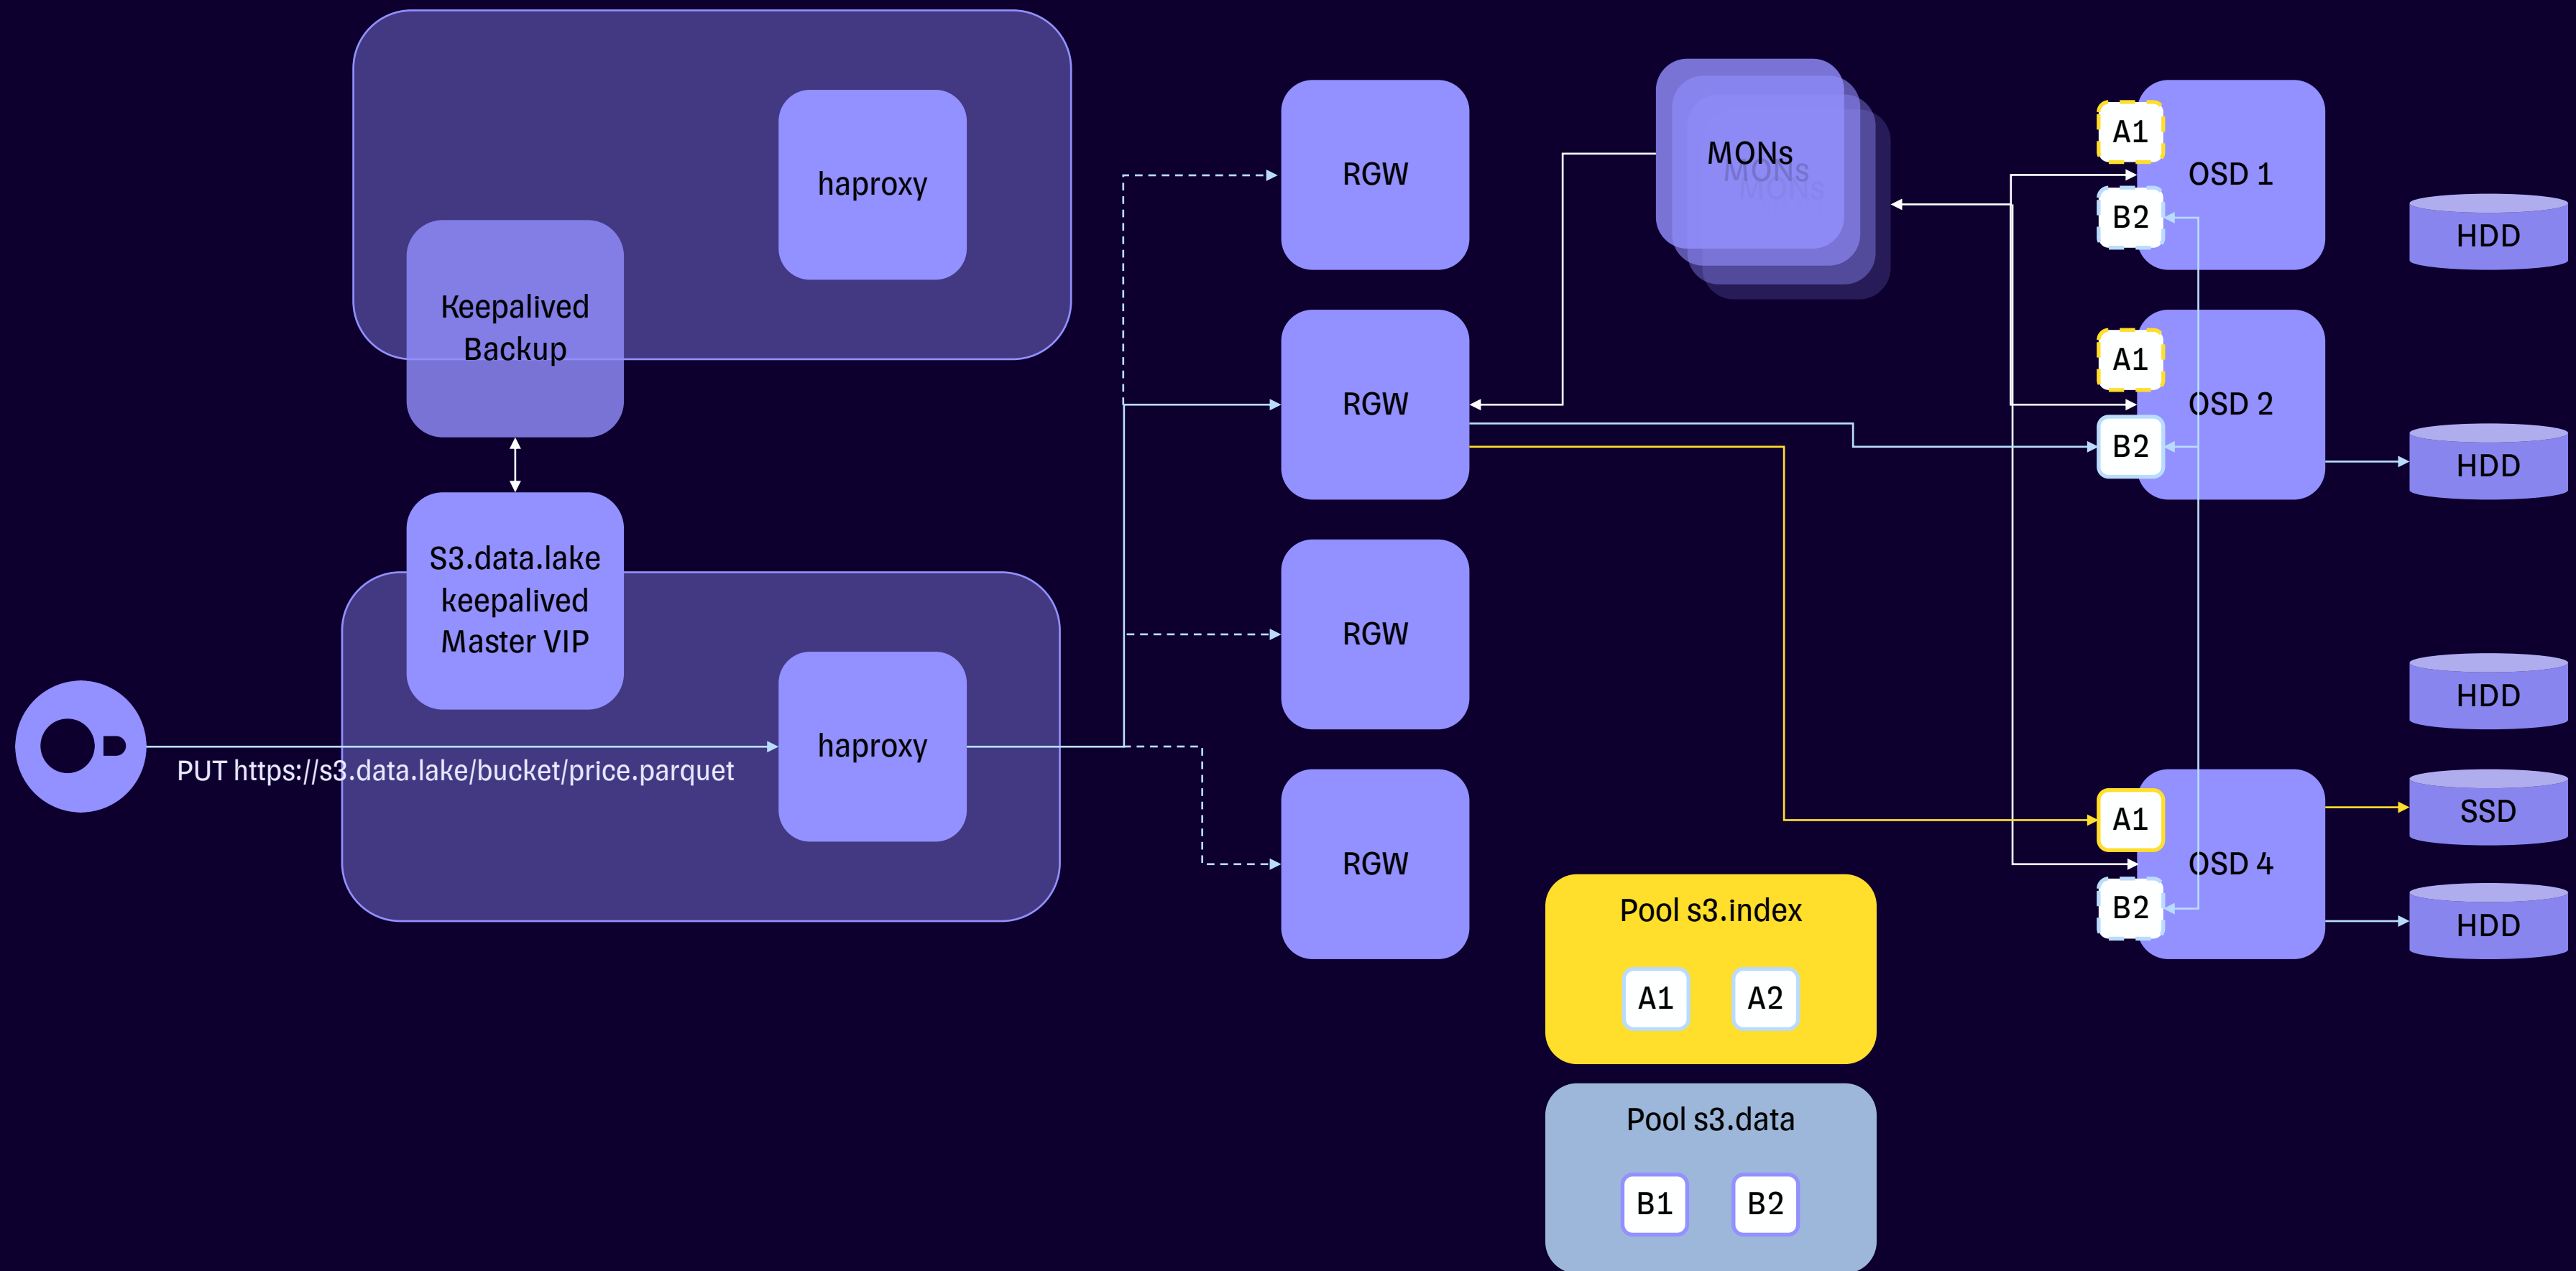 haproxy
Keepalived
Backup
S3.data.lake
keepalived
Master VIP
haproxy
PUT https://s3.data.lake/bucket/price.parquet
RGW
RGW
RGW
RGW
MONs
MONs
MONs
A1
B2
OSD 1
A1
B2
OSD 2
A1
B2
OSD 4
HDD
HDD
HDD
SSD
HDD
Pool s3.index
A1 A2
Pool s3.data
B1 B2